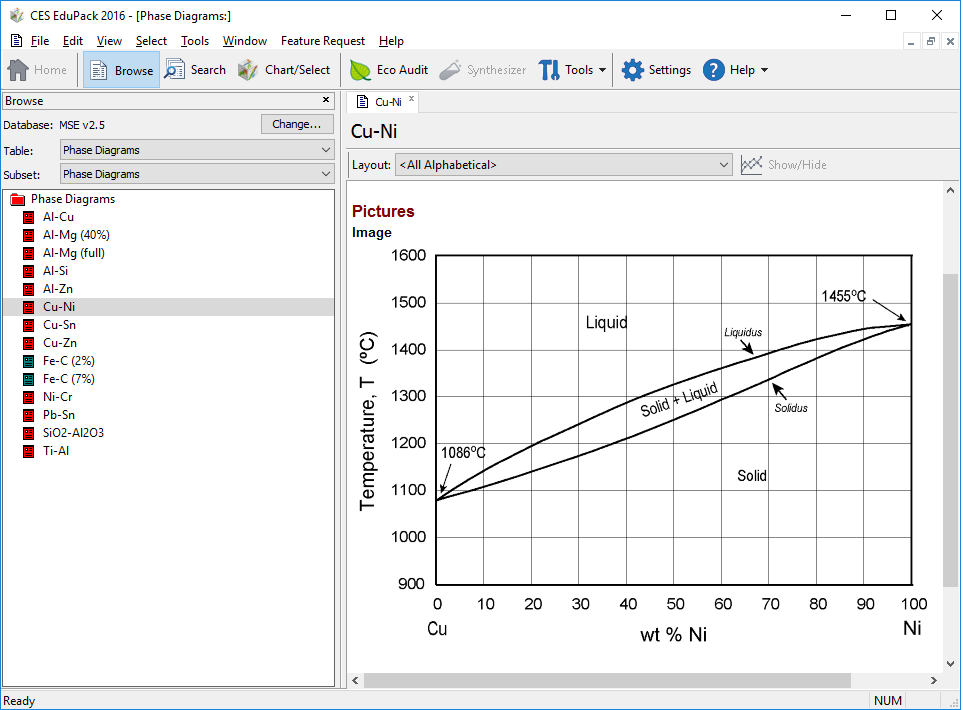 CES EduPack 2016 - [Phase Diagrams:]
File Edit View Select Tools Window Feature Request Help
Home Browse Search Chart/Select Eco Audit Synthesizer Tools Settings Help
Browse
Database: MSE v2.5 Change...
Table: Phase Diagrams
Subset: Phase Diagrams
Phase Diagrams
Al-Cu
Al-Mg (40%)
Al-Mg (full)
Al-Si
Al-Zn
Cu-Ni
Cu-Sn
Cu-Zn
Fe-C (2%)
Fe-C (7%)
Ni-Cr
Pb-Sn
SiO2-Al2O3
Ti-Al
Cu-Ni
Cu-Ni
Layout: <All Alphabetical> Show/Hide
Pictures
Image
1600
1500
1400
1300
1200
1100
1000
900
Temperature, T (ºC)
1455ºC
Liquid
Liquidus
Solid + Liquid
Solidus
1086ºC
Solid
0 10 20 30 40 50 60 70 80 90 100
Cu wt % Ni Ni
Ready NUM